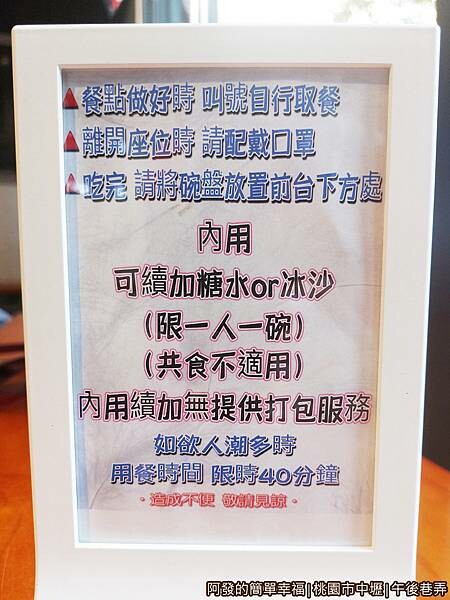 ▲餐點做好時 叫號自行取餐
▲離開座位時 請配戴口罩
▲吃完 請將碗盤放置前台下方處
內用
可續加糖水or冰沙
(限一人一碗)
(共食不適用)
內用續加無提供打包服務
如欲人潮多時
用餐時間 限時40分鐘
·造成不便 敬請見諒·
阿發的簡單幸福|桃園市中壢|午後巷弄